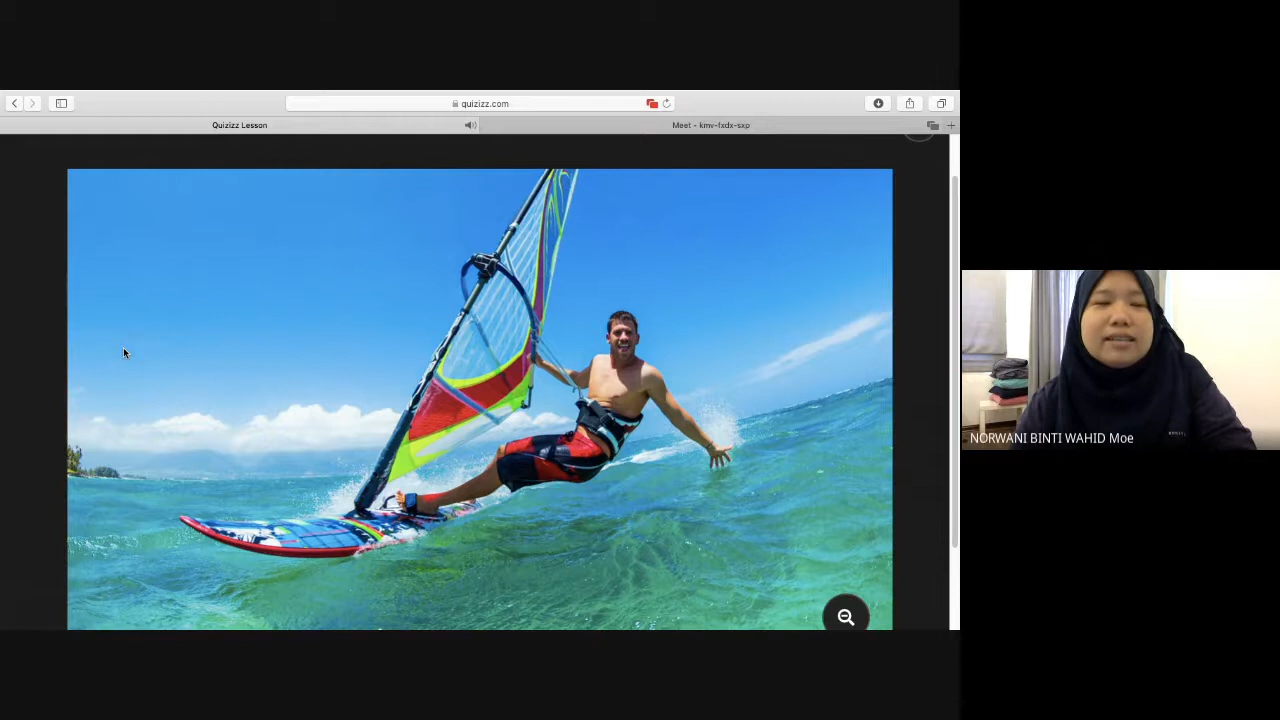 quizizz.com
Quizizz Lesson
Meet - kmv-fxdx-sxp
NORWANI BINTI WAHID Moe